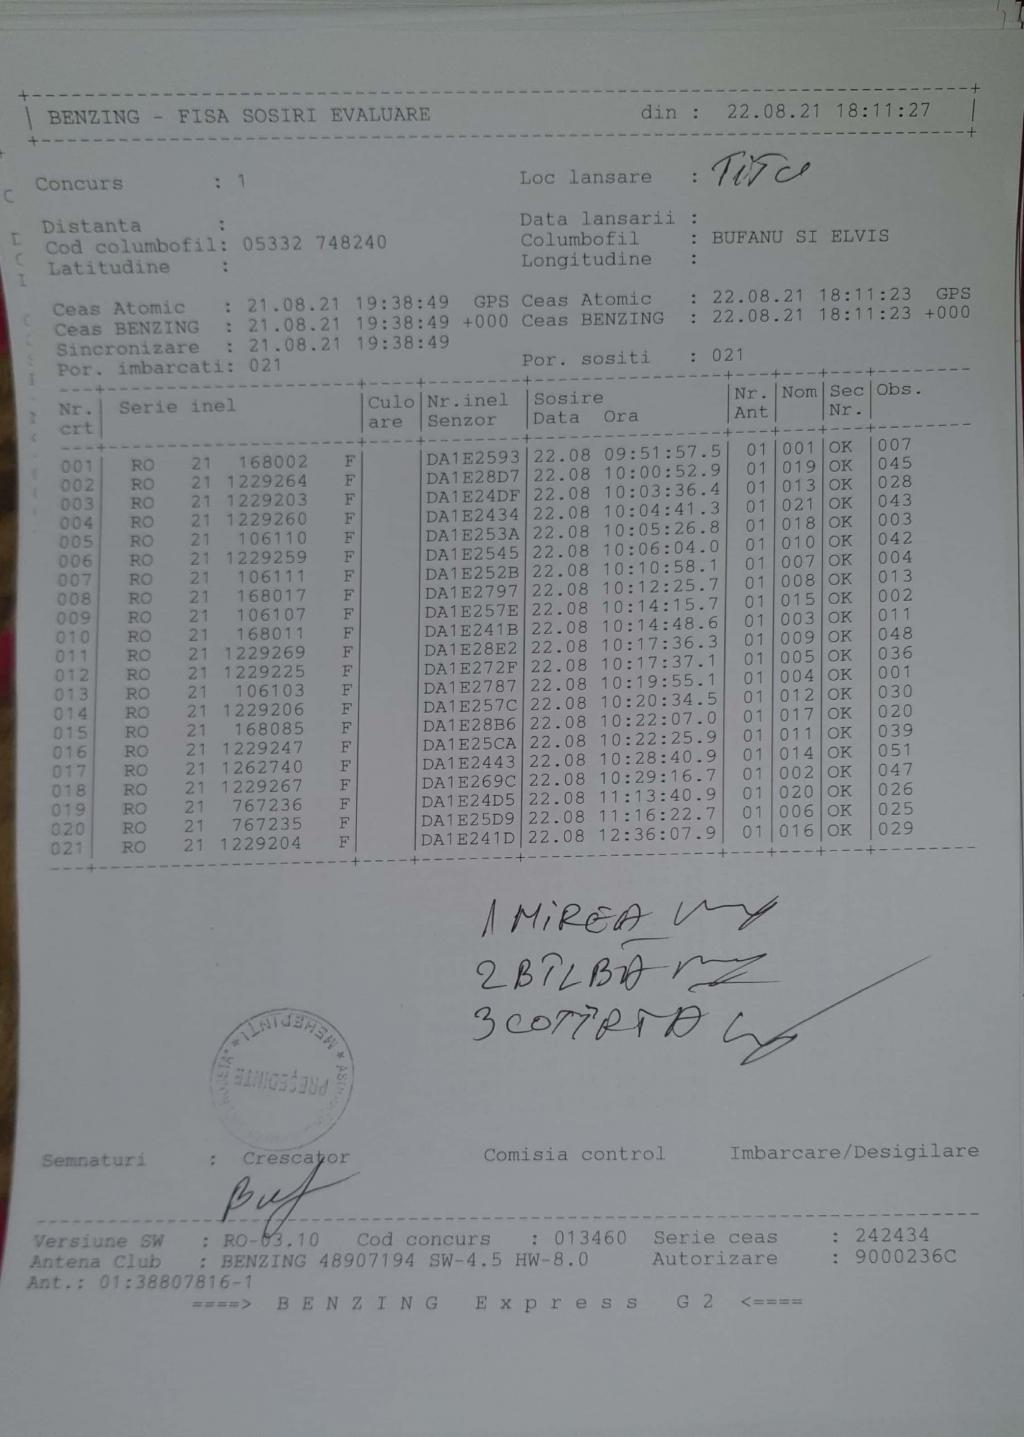 BENZING - FISA SOSIRI EVALUARE din : 22.08.21 18:11:27
Concurs : 1 Loc lansare : TITU
Distanta : Data lansarii :
Cod columbofil: 05332 748240 Columbofil : BUFANU SI ELVIS
Latitudine : Longitudine :
Ceas Atomic : 21.08.21 19:38:49 GPS Ceas Atomic : 22.08.21 18:11:23 GPS
Ceas BENZING : 21.08.21 19:38:49 +000 Ceas BENZING : 22.08.21 18:11:23 +000
Sincronizare : 21.08.21 19:38:49
Por. imbarcati: 021 Por. sositi : 021
Nr. Serie inel Culo Nr.inel Sosire Nr. Nom Sec Obs.
crt are Senzor Data Ora Ant Nr.
001 RO 21 168002 F DA1E2593 22.08 09:51:57.5 01 001 OK 007
002 RO 21 1229264 F DA1E28D7 22.08 10:00:52.9 01 019 OK 045
003 RO 21 1229203 F DA1E24DF 22.08 10:03:36.4 01 013 OK 028
004 RO 21 1229260 F DA1E2434 22.08 10:04:41.3 01 021 OK 043
005 RO 21 106110 F DA1E253A 22.08 10:05:26.8 01 018 OK 003
006 RO 21 1229259 F DA1E2545 22.08 10:06:04.0 01 010 OK 042
007 RO 21 106111 F DA1E252B 22.08 10:10:58.1 01 007 OK 004
008 RO 21 168017 F DA1E2797 22.08 10:12:25.7 01 008 OK 013
009 RO 21 106107 F DA1E257E 22.08 10:14:15.7 01 015 OK 002
010 RO 21 168011 F DA1E241B 22.08 10:14:48.6 01 003 OK 011
011 RO 21 1229269 F DA1E28E2 22.08 10:17:36.3 01 009 OK 048
012 RO 21 1229225 F DA1E272F 22.08 10:17:37.1 01 005 OK 036
013 RO 21 106103 F DA1E2787 22.08 10:19:55.1 01 004 OK 001
014 RO 21 1229206 F DA1E257C 22.08 10:20:34.5 01 012 OK 030
015 RO 21 168085 F DA1E28B6 22.08 10:22:07.0 01 017 OK 020
016 RO 21 1229247 F DA1E25CA 22.08 10:22:25.9 01 011 OK 039
017 RO 21 1262740 F DA1E2443 22.08 10:28:40.9 01 014 OK 051
018 RO 21 1229267 F DA1E269C 22.08 10:29:16.7 01 002 OK 047
019 RO 21 767236 F DA1E24D5 22.08 11:13:40.9 01 020 OK 026
020 RO 21 767235 F DA1E25D9 22.08 11:16:22.7 01 006 OK 025
021 RO 21 1229204 F DA1E241D 22.08 12:36:07.9 01 016 OK 029
1 MIREA
2 BÎLBĂ
3 COTÎRTĂ
PREȘEDINTE
Semnaturi : Crescator Comisia control Imbarcare/Desigilare
Buf
Versiune SW : RO-03.10 Cod concurs : 013460 Serie ceas : 242434
Antena Club : BENZING 48907194 SW-4.5 HW-8.0 Autorizare : 9000236C
Ant.: 01:38807816-1
====> B E N Z I N G E x p r e s s G 2 <====